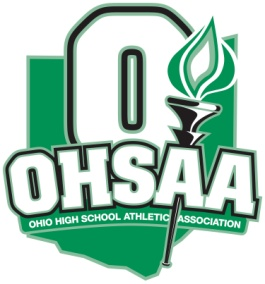 O
OHSAA
OHIO HIGH SCHOOL ATHLETIC ASSOCIATION